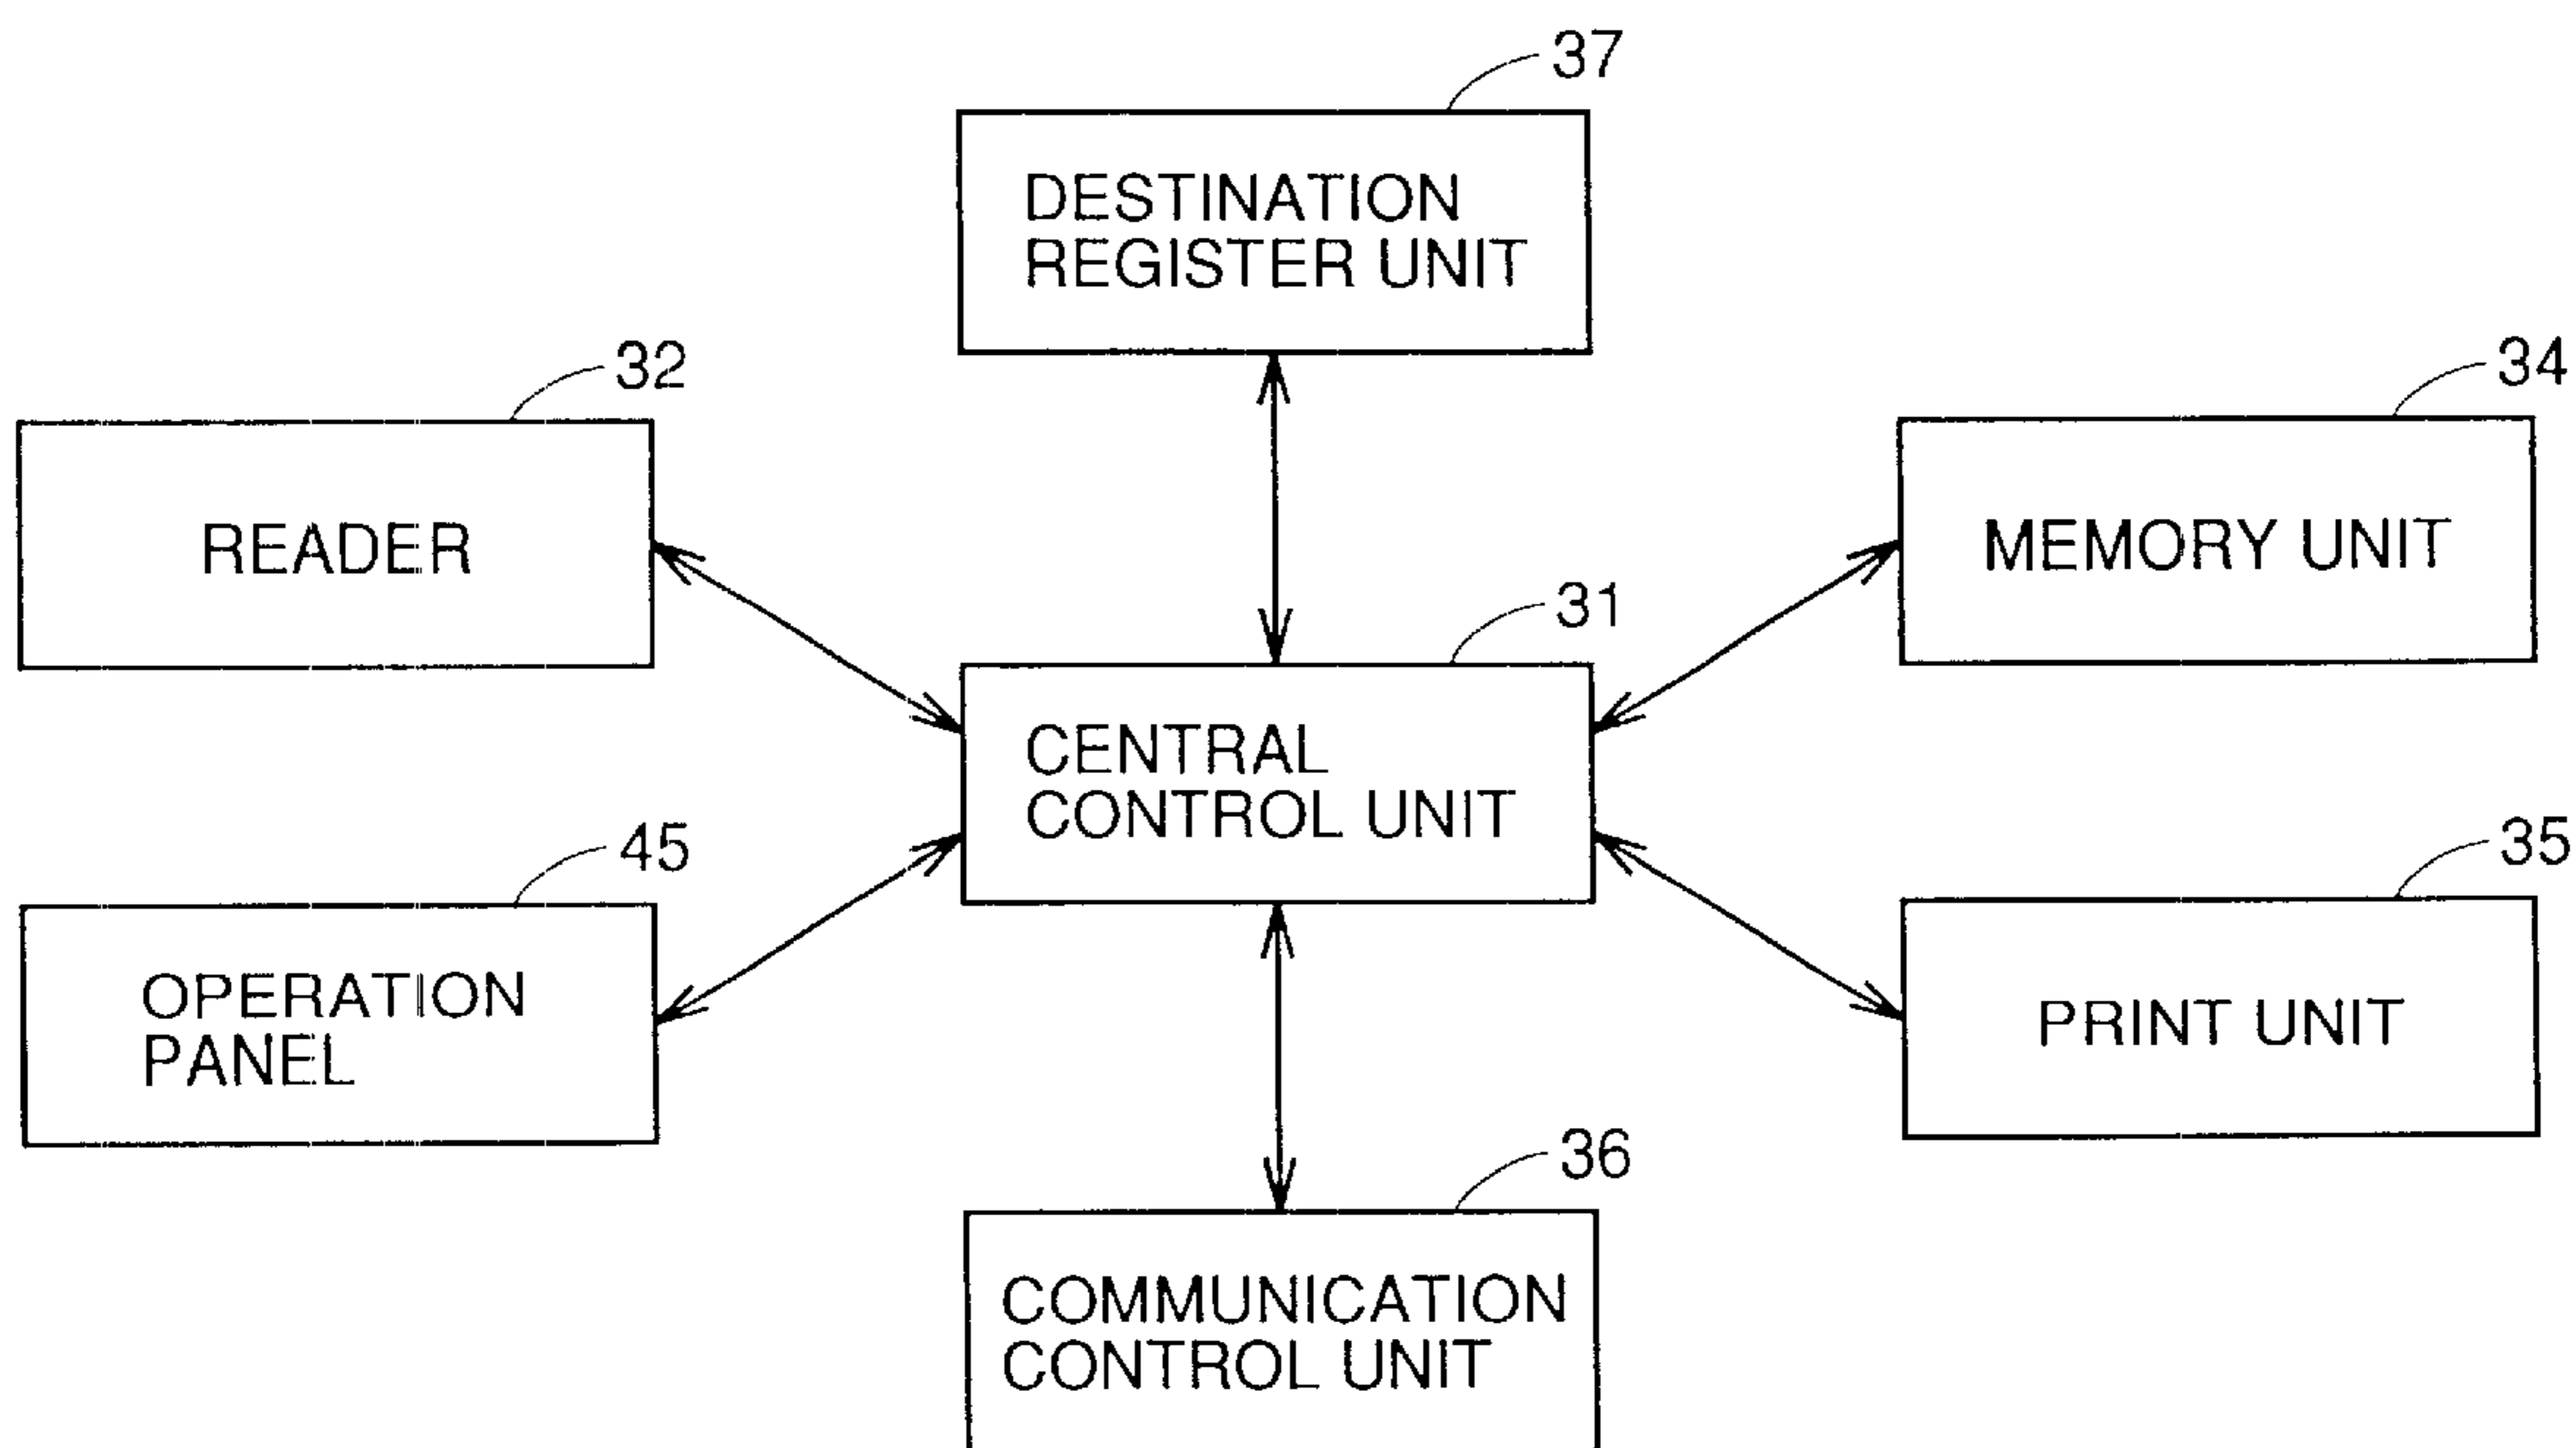 37
DESTINATION
REGISTER UNIT
32
34
READER
MEMORY UNIT
31
CENTRAL
CONTROL UNIT
45
35
OPERATION
PANEL
PRINT UNIT
36
COMMUNICATION
CONTROL UNIT